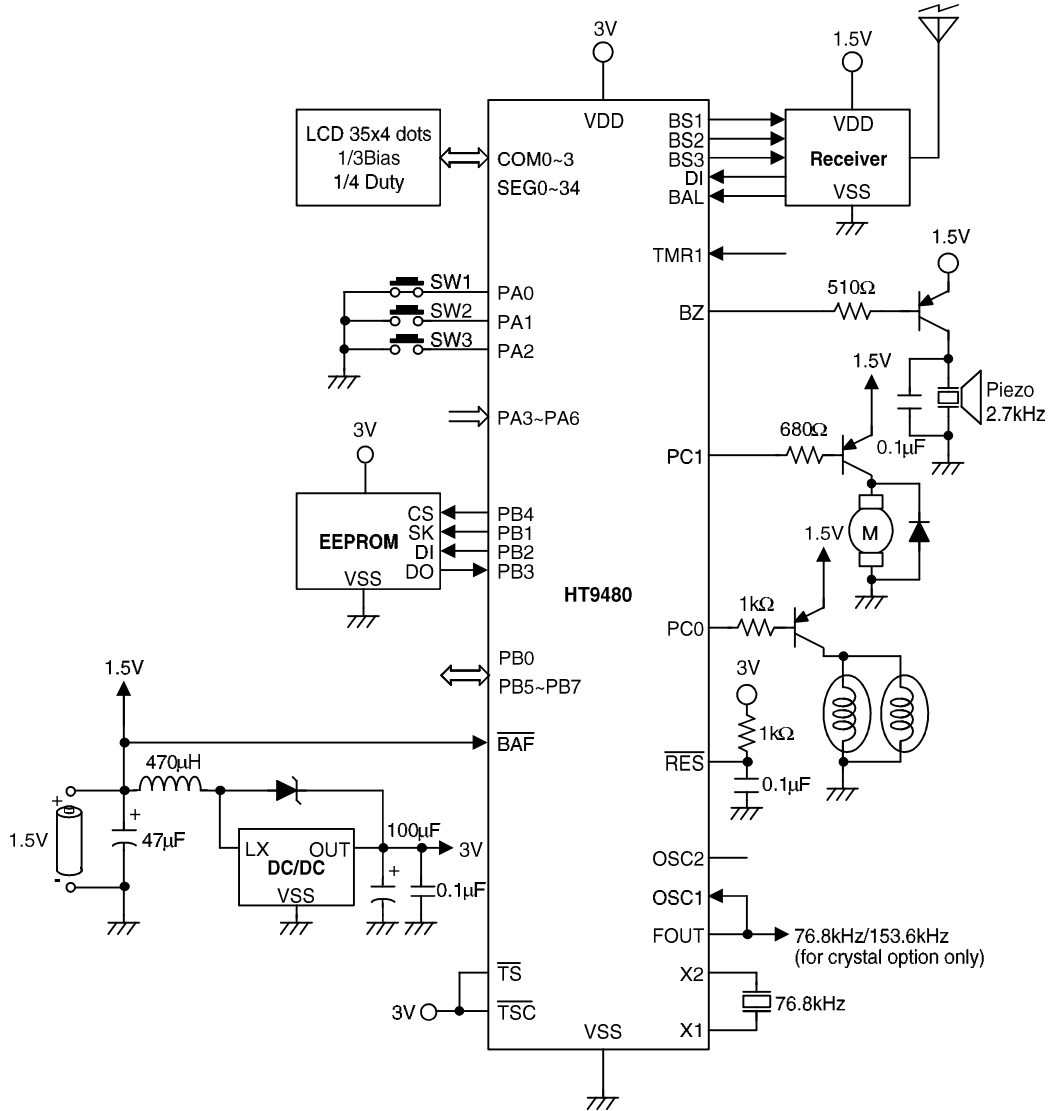 3V
1.5V
VDD
LCD 35x4 dots
1/3Bias
1/4 Duty
COM0~3
SEG0~34
BS1
BS2
BS3
DI
BAL
VDD
Receiver
VSS
TMR1
1.5V
SW1
PA0
SW2
PA1
SW3
PA2
BZ
510Ω
1.5V
Piezo
2.7kHz
0.1µF
PA3~PA6
3V
PC1
680Ω
CS
SK
DI
DO
EEPROM
VSS
PB4
PB1
PB2
PB3
HT9480
M
1.5V
PC0
1kΩ
PB0
PB5~PB7
3V
1kΩ
RES
0.1µF
1.5V
BAF
470µH
+
1.5V
-
+
47µF
LX
OUT
DC/DC
VSS
100µF
+
3V
0.1µF
OSC2
OSC1
FOUT
76.8kHz/153.6kHz
(for crystal option only)
TS
3V
TSC
X2
76.8kHz
X1
VSS